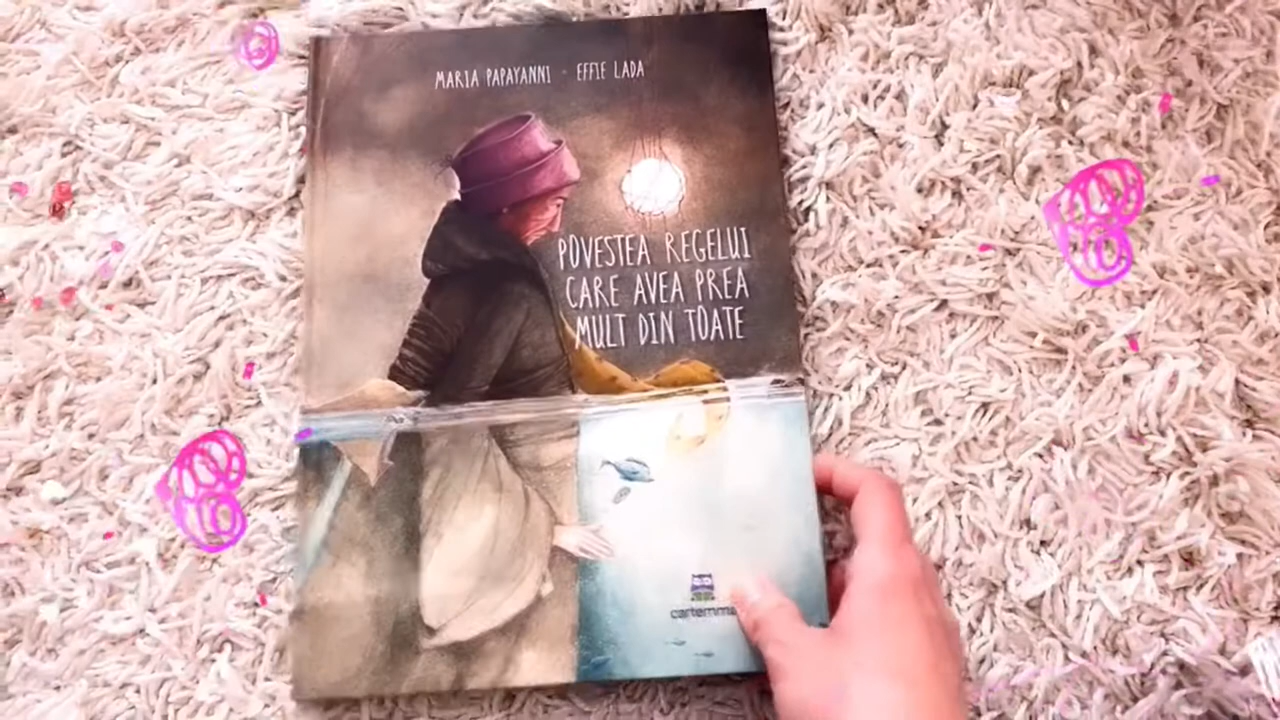 MARIA PAPAYANNI · EFFIE LADA
POVESTEA REGELUI
CARE AVEA PREA
MULT DIN TOATE